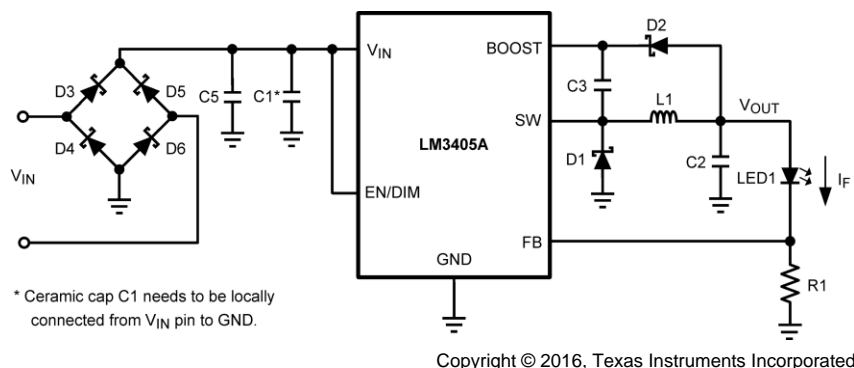 D3
D5
D4
D6
VIN
C5
C1*
VIN
BOOST
D2
C3
L1
VOUT
SW
LM3405A
D1
C2
LED1
IF
EN/DIM
FB
GND
R1
* Ceramic cap C1 needs to be locally
connected from VIN pin to GND.
Copyright © 2016, Texas Instruments Incorporated